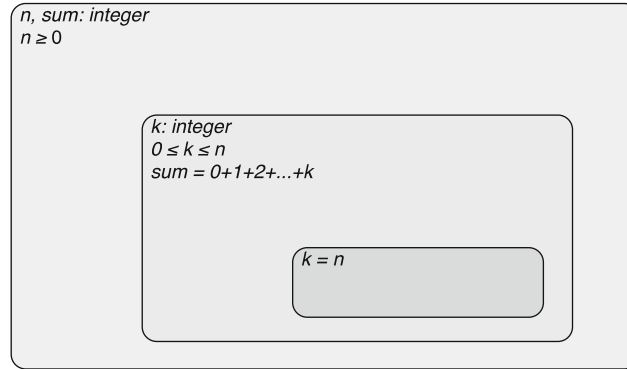 n, sum: integer
n ≥ 0
k: integer
0 ≤ k ≤ n
sum = 0+1+2+...+k
k = n